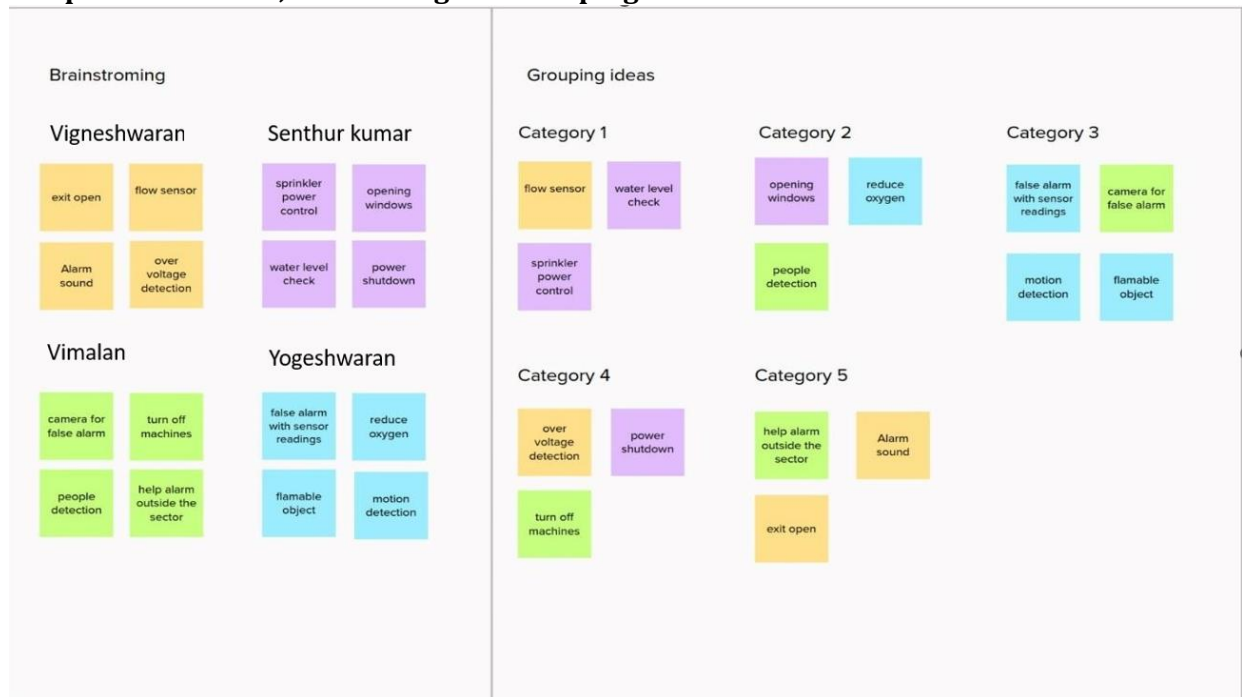 Brainstroming
Vigneshwaran
exit open
flow sensor
Alarm
sound
over
voltage
detection
Senthur kumar
sprinkler
power
control
opening
windows
water level
check
power
shutdown
Vimalan
camera for
false alarm
turn off
machines
people
detection
help alarm
outside the
sector
Yogeshwaran
false alarm
with sensor
readings
reduce
oxygen
flamable
object
motion
detection
Grouping ideas
Category 1
flow sensor
water level
check
sprinkler
power
control
Category 2
opening
windows
reduce
oxygen
people
detection
Category 3
false alarm
with sensor
readings
camera for
false alarm
motion
detection
flamable
object
Category 4
over
voltage
detection
power
shutdown
turn off
machines
Category 5
help alarm
outside the
sector
Alarm
sound
exit open